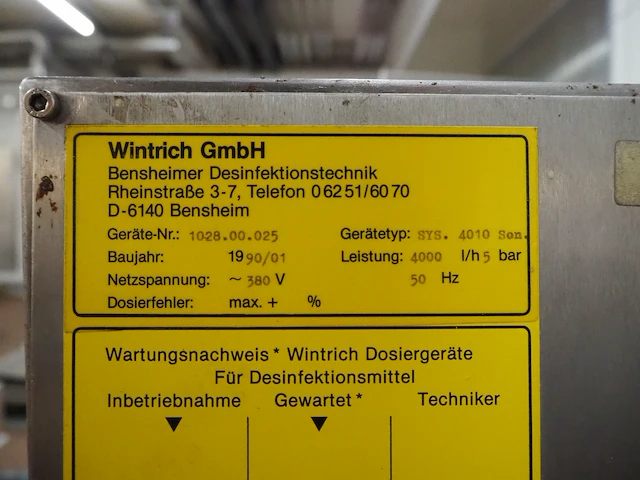 Wintrich GmbH
Bensheimer Desinfektionstechnik
Rheinstraße 3-7, Telefon 06251/6070
D-6140 Bensheim
Geräte-Nr.: 1028.00.025 Gerätetyp: SYS. 4010 Son.
Baujahr: 1990/01 Leistung: 4000 l/h 5 bar
Netzspannung: ~ 380 V 50 Hz
Dosierfehler: max. + %
Wartungsnachweis * Wintrich Dosiergeräte
Für Desinfektionsmittel
Inbetriebnahme Gewartet * Techniker